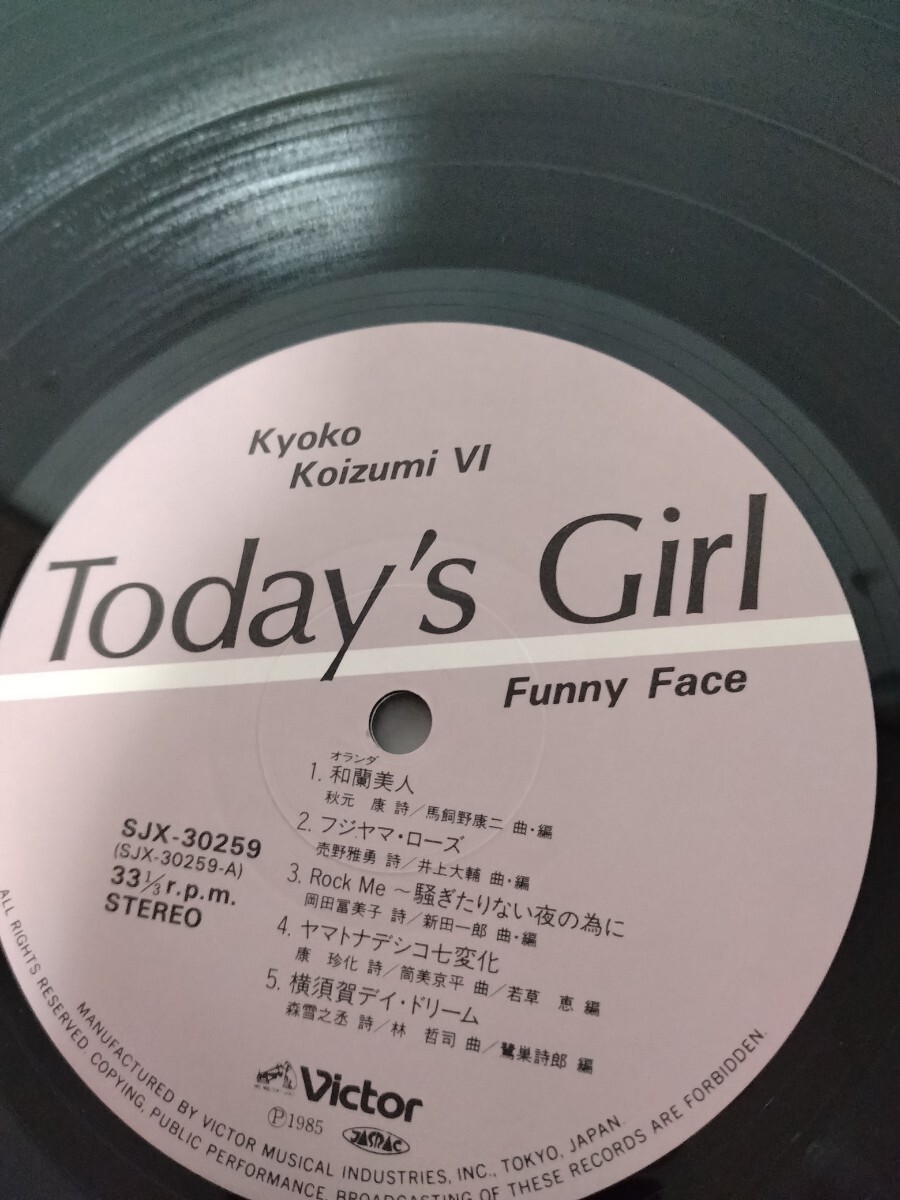 Kyoko
Koizumi VI
Today's Girl
Funny Face
オランダ
1. 和蘭美人
秋元 康 詩/馬飼野康二 曲・編
2. フジヤマ・ローズ
売野雅勇 詩/井上大輔 曲・編
3. Rock Me ～騒ぎたりない夜の為に
岡田冨美子 詩/新田一郎 曲・編
4. ヤマトナデシコ七変化
康 珍化 詩/筒美京平 曲/若草 恵 編
5. 横須賀デイ・ドリーム
森雪之丞 詩/林 哲司 曲/鷺巣詩郎 編
SJX-30259
(SJX-30259-A)
33⅓r.p.m.
STEREO
Victor
Ⓟ1985
JASRAC
MANUFACTURED BY VICTOR MUSICAL INDUSTRIES, INC., TOKYO, JAPAN.
ALL RIGHTS RESERVED. COPYING, PUBLIC PERFORMANCE, BROADCASTING OF THESE RECORDS ARE FORBIDDEN.